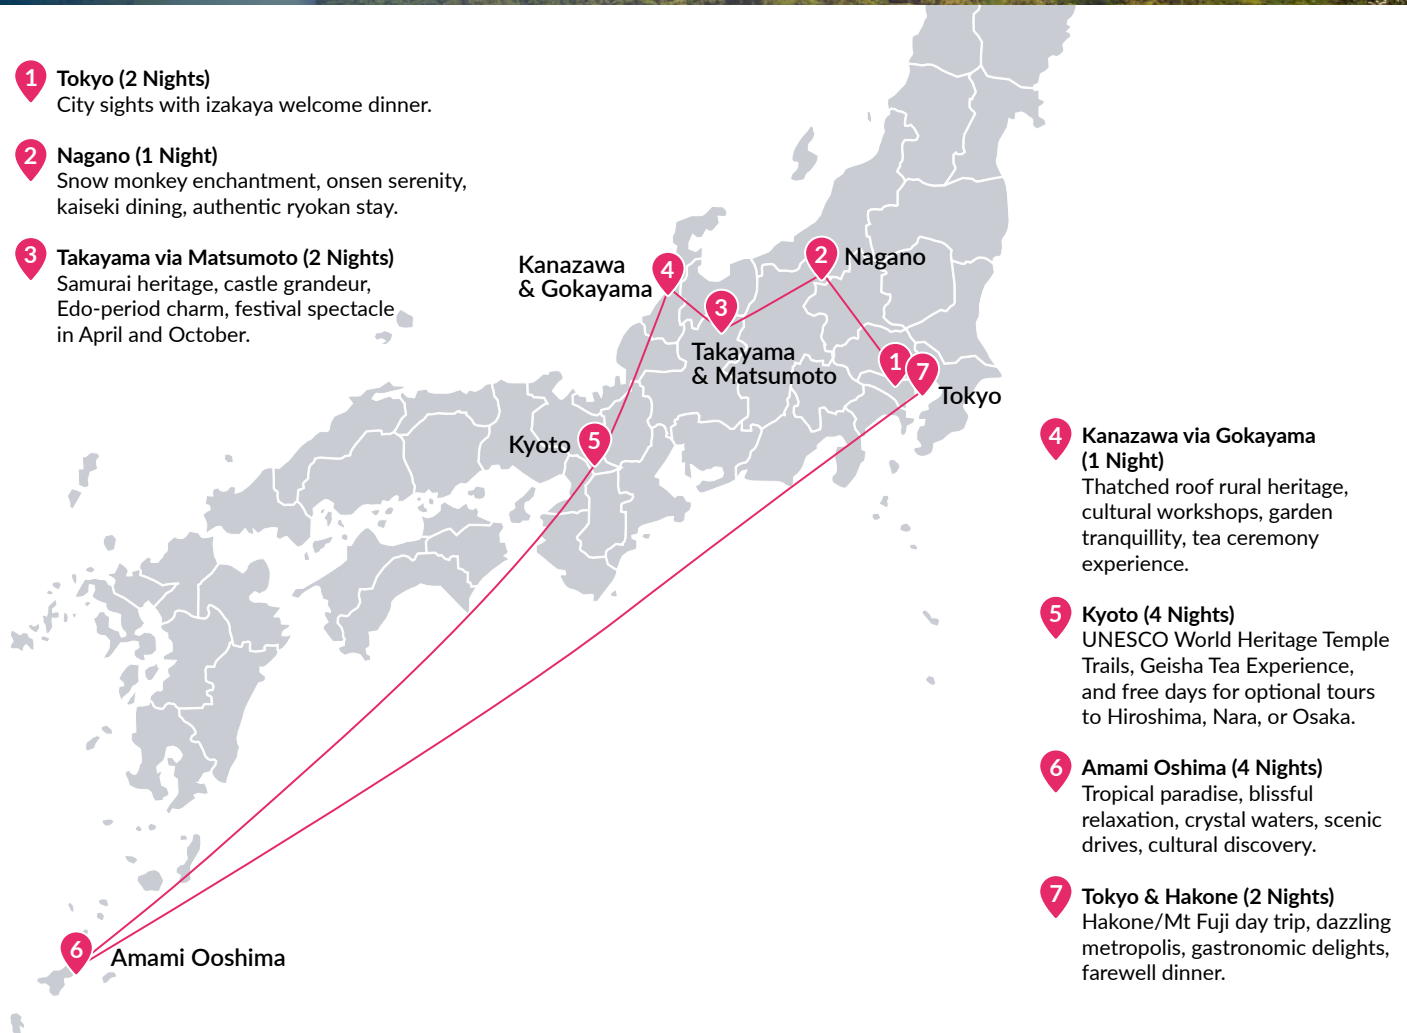 1
Tokyo (2 Nights)
City sights with izakaya welcome dinner.
2
Nagano (1 Night)
Snow monkey enchantment, onsen serenity,
kaiseki dining, authentic ryokan stay.
3
Takayama via Matsumoto (2 Nights)
Samurai heritage, castle grandeur,
Edo-period charm, festival spectacle
in April and October.
Kanazawa
& Gokayama
4
2
Nagano
3
Takayama
& Matsumoto
1
7
Tokyo
Kyoto
5
6
Amami Ooshima
4
Kanazawa via Gokayama
(1 Night)
Thatched roof rural heritage,
cultural workshops, garden
tranquillity, tea ceremony
experience.
5
Kyoto (4 Nights)
UNESCO World Heritage Temple
Trails, Geisha Tea Experience,
and free days for optional tours
to Hiroshima, Nara, or Osaka.
6
Amami Oshima (4 Nights)
Tropical paradise, blissful
relaxation, crystal waters, scenic
drives, cultural discovery.
7
Tokyo & Hakone (2 Nights)
Hakone/Mt Fuji day trip, dazzling
metropolis, gastronomic delights,
farewell dinner.